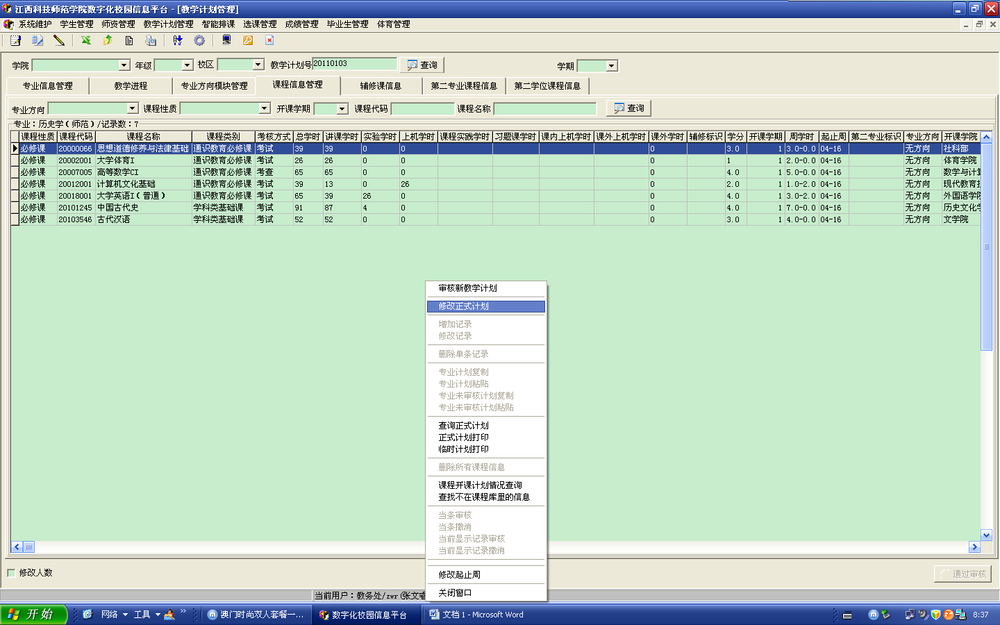 江西科技师范学院数字化校园信息平台 - [教学计划管理]
系统维护 学生管理 师资管理 教学计划管理 智能排课 选课管理 成绩管理 毕业生管理 体育管理
学院 年级 校区 教学计划号 20110103 查询 学期
专业信息管理 教学进程 专业方向模块管理 课程信息管理 辅修课信息 第二专业课程信息 第二学位课程信息
专业方向 课程性质 开课学期 课程代码 课程名称 查询
专业：历史学(师范)/记录数：7
课程性质 课程代码 课程名称 课程类别 考核方式 总学时 讲课学时 实验学时 上机学时 课程实践学时 习题课学时 课内上机学时 课外上机学时 课外学时 辅修标识 学分 开课学期 周学时 起止周 第二专业标识 专业方向 开课学院
必修课 20000066 思想道德修养与法律基础 通识教育必修课 考试 39 39 0 0 0 3.0 1 3.0-0.0 04-16 无方向 社科部
必修课 20002001 大学体育I 通识教育必修课 考试 26 26 0 0 0 1 1 2.0-0.0 04-16 无方向 体育学院
必修课 20007005 高等数学CI 通识教育必修课 考查 65 65 0 0 0 4.0 1 5.0-0.0 04-16 无方向 数学与计
必修课 20012001 计算机文化基础 通识教育必修课 考试 39 13 0 26 0 2.0 1 1.0-2.0 04-16 无方向 现代教育
必修课 20018001 大学英语I(普通) 通识教育必修课 考试 65 39 26 0 0 4.0 1 3.0-2.0 04-16 无方向 外国语学院
必修课 20101245 中国古代史 学科类基础课 考试 91 87 4 0 0 4.0 1 7.0-0.0 04-16 无方向 历史文化
必修课 20103546 古代汉语 学科类基础课 考试 52 52 0 0 0 3.0 1 4.0-0.0 04-16 无方向 文学院
审核新教学计划
修改正式计划
增加记录
修改记录
删除单条记录
专业计划复制
专业计划粘贴
专业未审核计划复制
专业未审核计划粘贴
查询正式计划
正式计划打印
临时计划打印
删除所有课程信息
课程开课计划情况查询
查找不在课程库里的信息
当条审核
当条撤消
当前显示记录审核
当前显示记录撤消
修改起止周
关闭窗口
修改人数 通过审核
当前用户：教务处/zwr(张文
开始 网络 工具 » 澳门时尚双人套餐一... 数字化校园信息平台 文档 1 - Microsoft Word 8:37